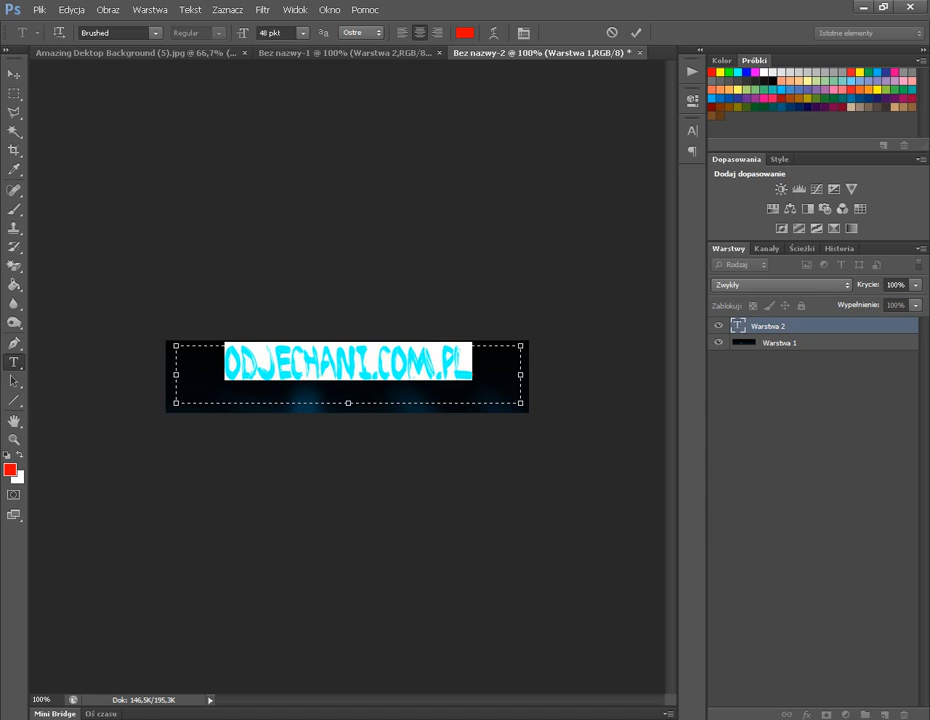 Ps Plik Edycja Obraz Warstwa Tekst Zaznacz Filtr Widok Okno Pomoc
T Brushed Regular 48 pkt aa Ostre Istotne elementy
Amazing Dektop Background (5).jpg @ 66,7% (... × Bez nazwy-1 @ 100% (Warstwa 2,RGB/8... × Bez nazwy-2 @ 100% (Warstwa 1,RGB/8) * ×
Kolor Próbki
Dopasowania Style
Dodaj dopasowanie
Warstwy Kanały Ścieżki Historia
Rodzaj
Zwykły Krycie: 100%
Zablokuj: Wypełnienie: 100%
T Warstwa 2
Warstwa 1
ODJECHANI.COM.PL
100% Dok: 146,5K/195,3K
Mini Bridge Oś czasu